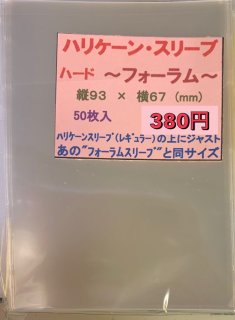 ハリケーン・スリーブ
ハード ～フォーラム～
縦93 × 横67 (mm)
50枚入
380円
ハリケーンスリーブ(レギュラー)の上にジャスト
あの"フォーラムスリーブ"と同サイズ